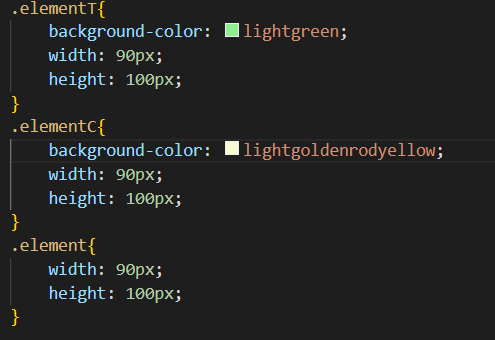 .elementT{
background-color: lightgreen;
width: 90px;
height: 100px;
}
.elementC{
background-color: lightgoldenrodyellow;
width: 90px;
height: 100px;
}
.element{
width: 90px;
height: 100px;
}